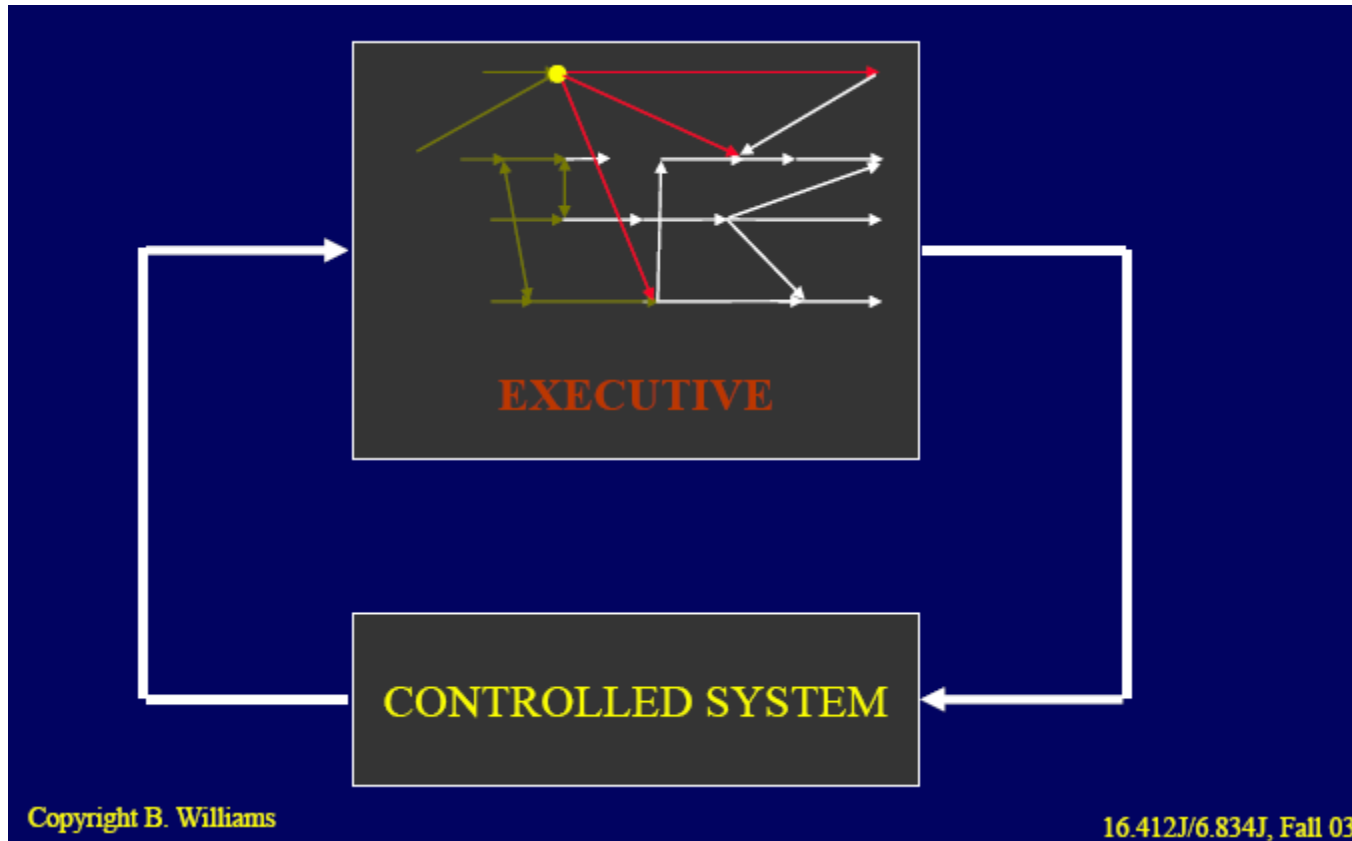 EXECUTIVE
CONTROLLED SYSTEM
Copyright B. Williams
16.412J/6.834J, Fall 03